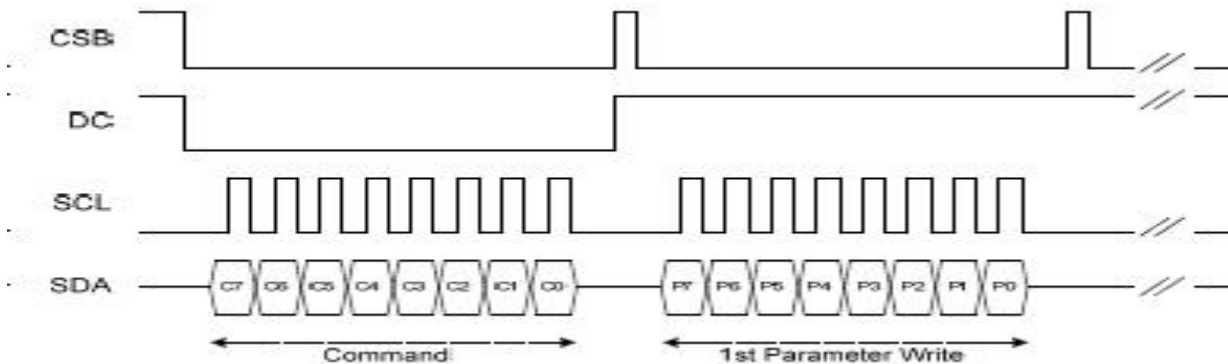 CSB
DC
SCL
SDA
C7 C6 C5 C4 C3 C2 C1 C0 P7 P6 P5 P4 P3 P2 P1 P0
Command 1st Parameter Write